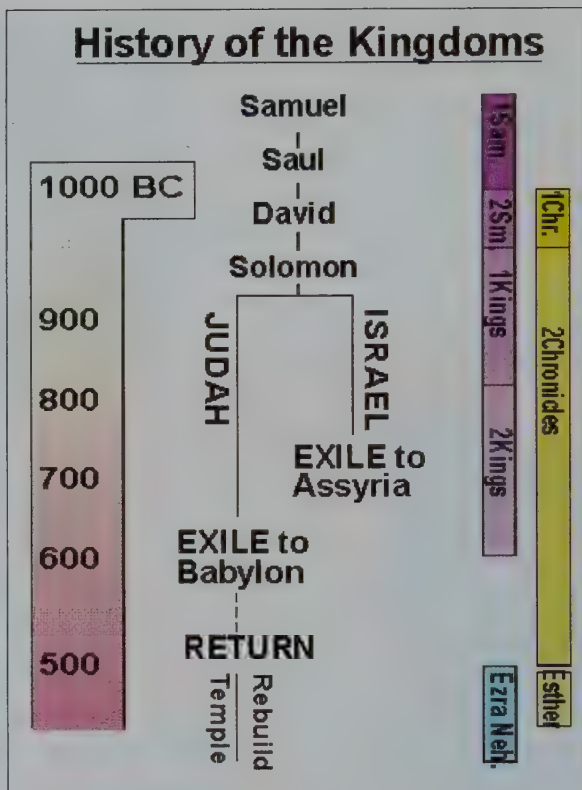 History of the Kingdoms
Samuel
Saul
David
Solomon
1000 BC
900
800
700
600
500
JUDAH
ISRAEL
EXILE to
Assyria
EXILE to
Babylon
RETURN
Rebuild
Temple
1Sam.
2Sm
1Kings
2Kings
Ezra Neh.
1Chr.
2Chronicles
Esther